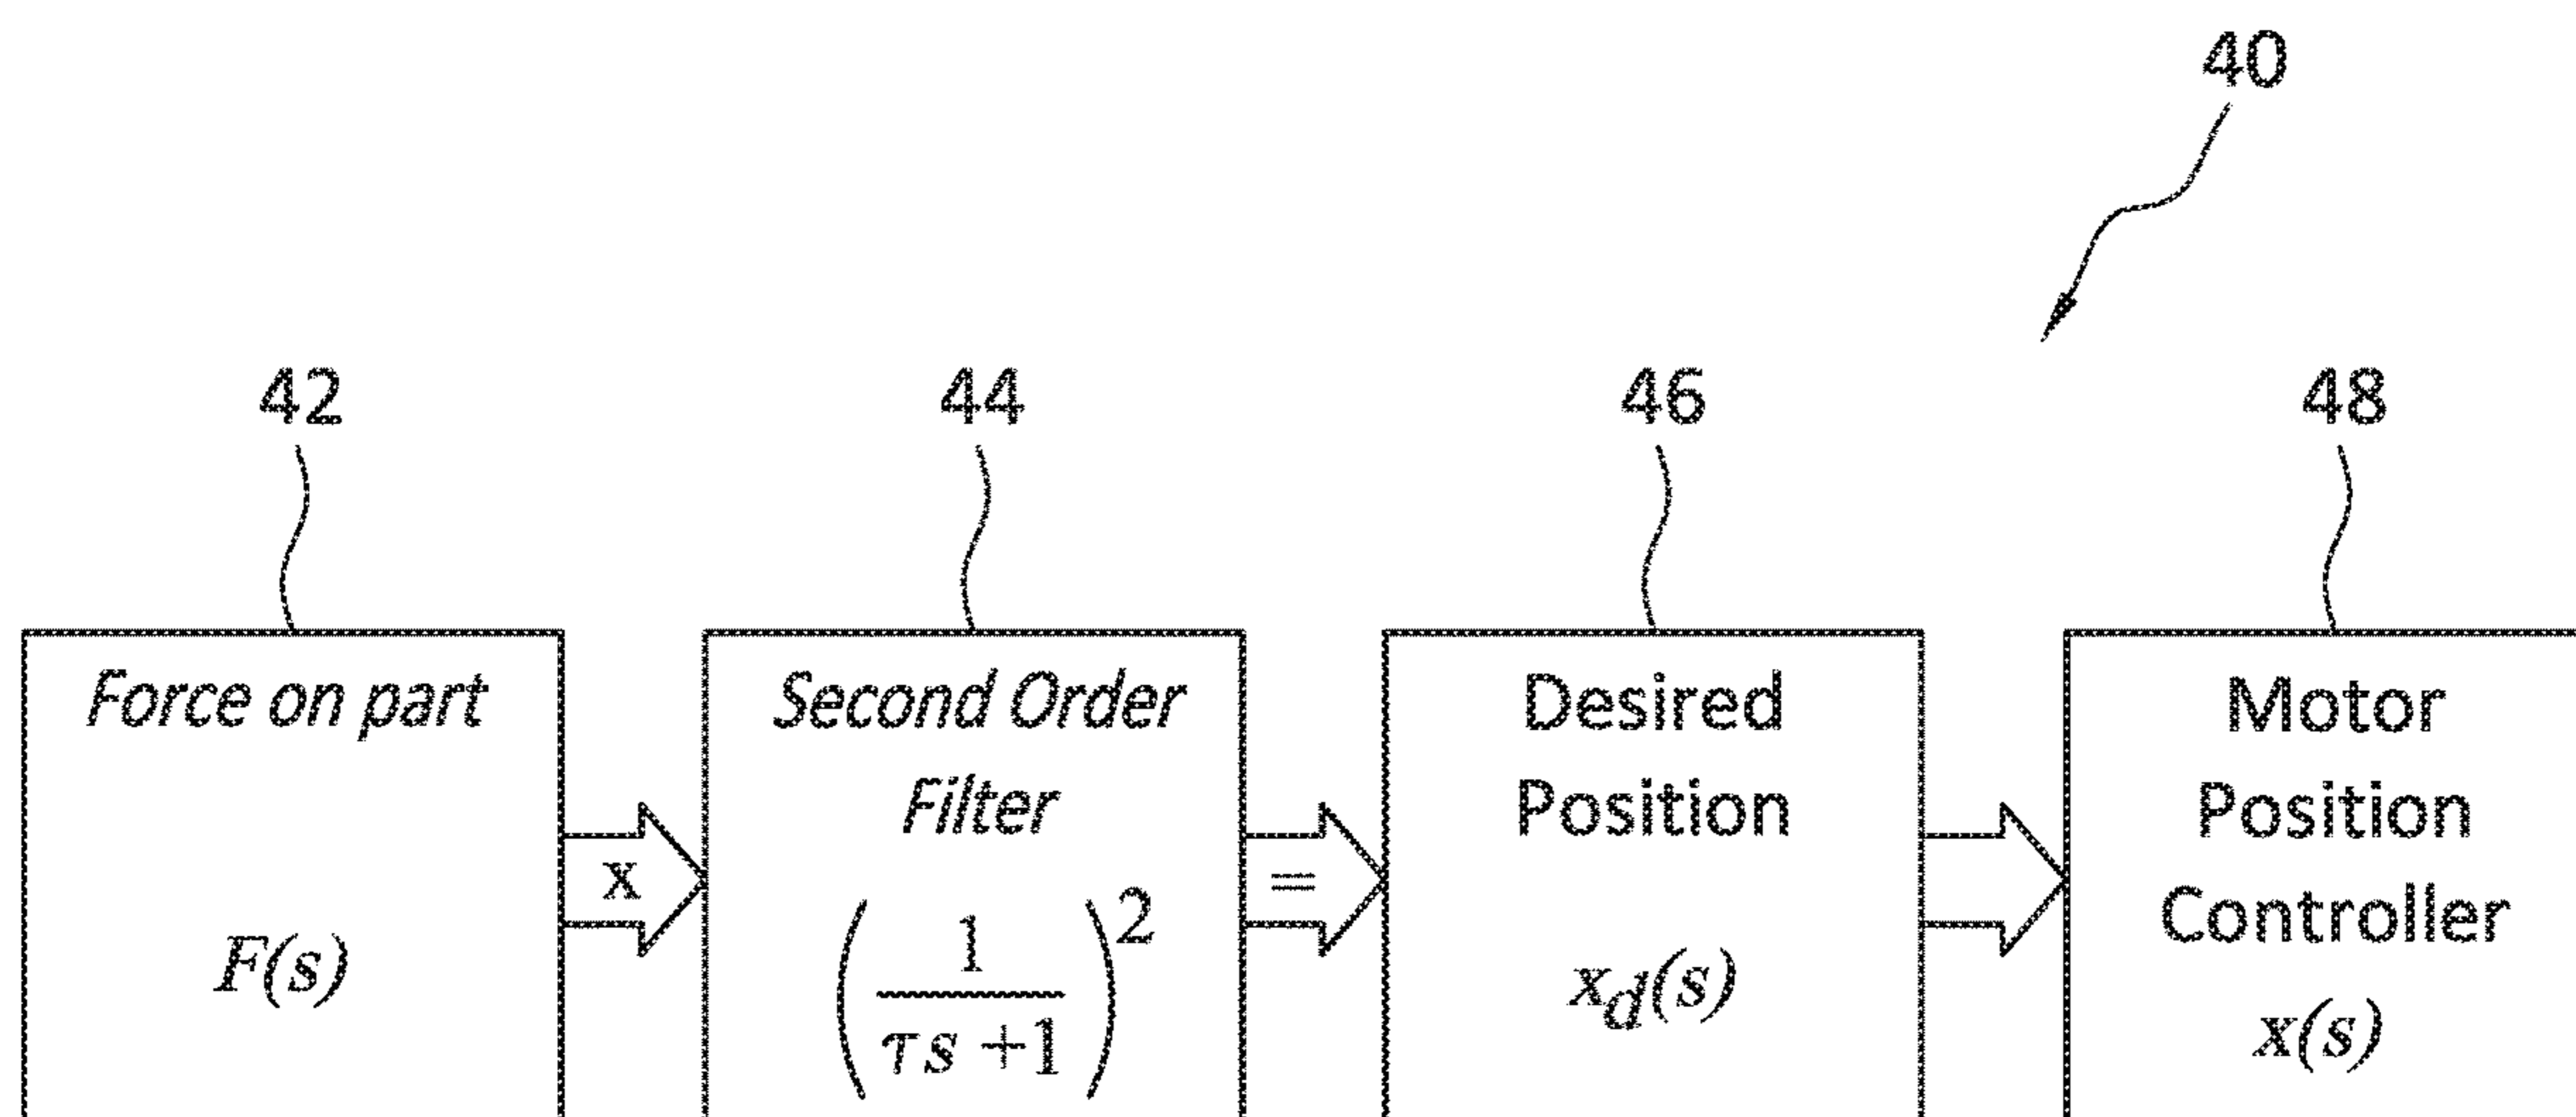 40
42
44
46
48
Force on part
F(s)
x
Second Order
Filter
(1/(τs+1))²
=
Desired
Position
x_d(s)
Motor
Position
Controller
x(s)